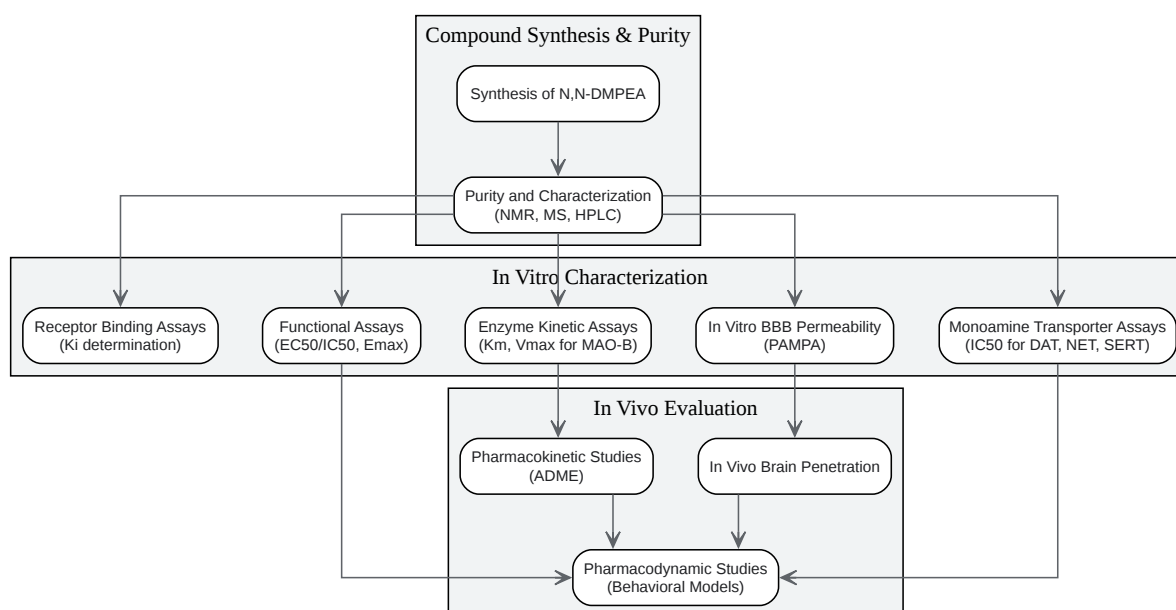 Compound Synthesis & Purity
Synthesis of N,N-DMPEA
Purity and Characterization
(NMR, MS, HPLC)
In Vitro Characterization
Receptor Binding Assays
(Ki determination)
Functional Assays
(EC50/IC50, Emax)
Enzyme Kinetic Assays
(Km, Vmax for MAO-B)
In Vitro BBB Permeability
(PAMPA)
Monoamine Transporter Assays
(IC50 for DAT, NET, SERT)
In Vivo Evaluation
Pharmacokinetic Studies
(ADME)
In Vivo Brain Penetration
Pharmacodynamic Studies
(Behavioral Models)